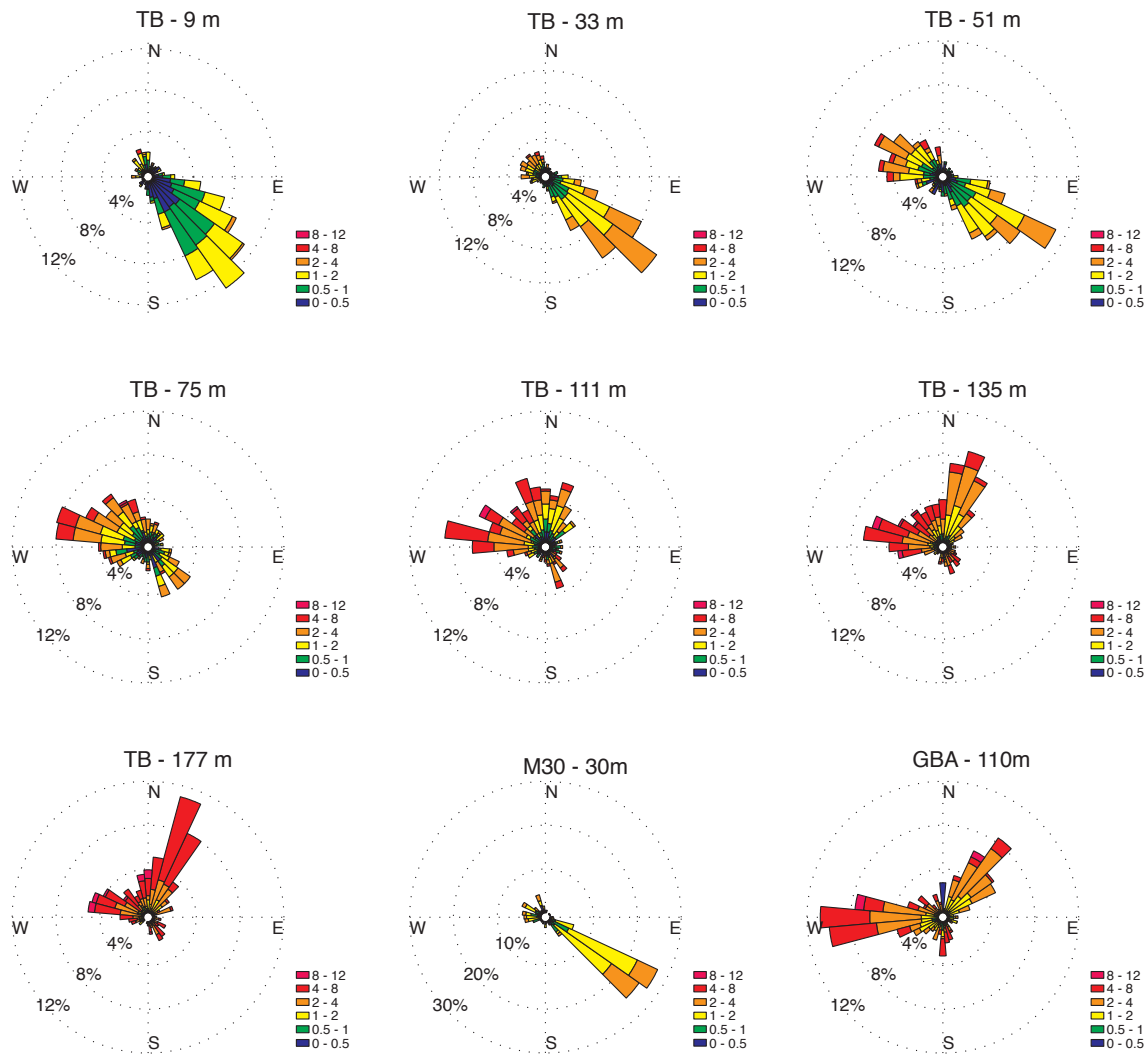 TB - 9 m
N
W
E
S
4%
8%
12%
8 - 12
4 - 8
2 - 4
1 - 2
0.5 - 1
0 - 0.5
TB - 33 m
N
W
E
S
4%
8%
12%
8 - 12
4 - 8
2 - 4
1 - 2
0.5 - 1
0 - 0.5
TB - 51 m
N
W
E
S
4%
8%
12%
8 - 12
4 - 8
2 - 4
1 - 2
0.5 - 1
0 - 0.5
TB - 75 m
N
W
E
S
4%
8%
12%
8 - 12
4 - 8
2 - 4
1 - 2
0.5 - 1
0 - 0.5
TB - 111 m
N
W
E
S
4%
8%
12%
8 - 12
4 - 8
2 - 4
1 - 2
0.5 - 1
0 - 0.5
TB - 135 m
N
W
E
S
4%
8%
12%
8 - 12
4 - 8
2 - 4
1 - 2
0.5 - 1
0 - 0.5
TB - 177 m
N
W
E
S
4%
8%
12%
8 - 12
4 - 8
2 - 4
1 - 2
0.5 - 1
0 - 0.5
M30 - 30m
N
W
E
S
10%
20%
30%
8 - 12
4 - 8
2 - 4
1 - 2
0.5 - 1
0 - 0.5
GBA - 110m
N
W
E
S
4%
8%
12%
8 - 12
4 - 8
2 - 4
1 - 2
0.5 - 1
0 - 0.5